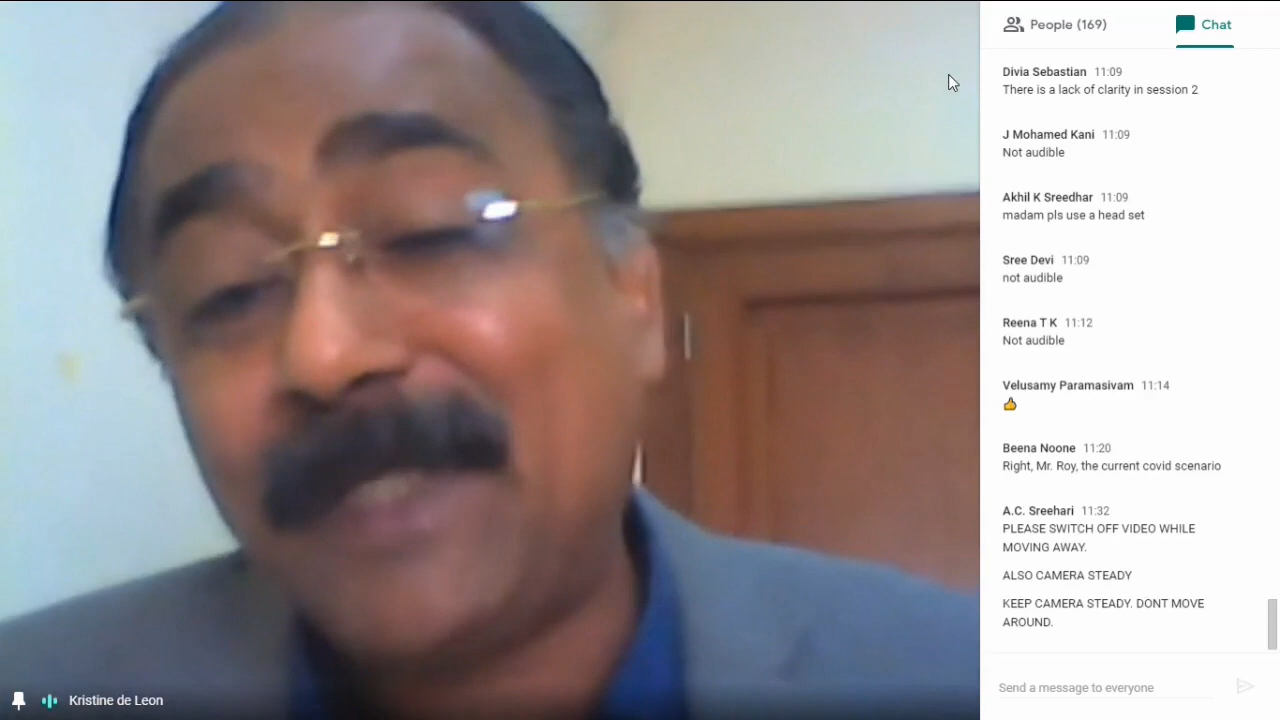 People (169)
Chat
Divia Sebastian 11:09
There is a lack of clarity in session 2
J Mohamed Kani 11:09
Not audible
Akhil K Sreedhar 11:09
madam pls use a head set
Sree Devi 11:09
not audible
Reena T K 11:12
Not audible
Velusamy Paramasivam 11:14
👍
Beena Noone 11:20
Right, Mr. Roy, the current covid scenario
A.C. Sreehari 11:32
PLEASE SWITCH OFF VIDEO WHILE
MOVING AWAY.
ALSO CAMERA STEADY
KEEP CAMERA STEADY. DONT MOVE
AROUND.
Send a message to everyone
Kristine de Leon